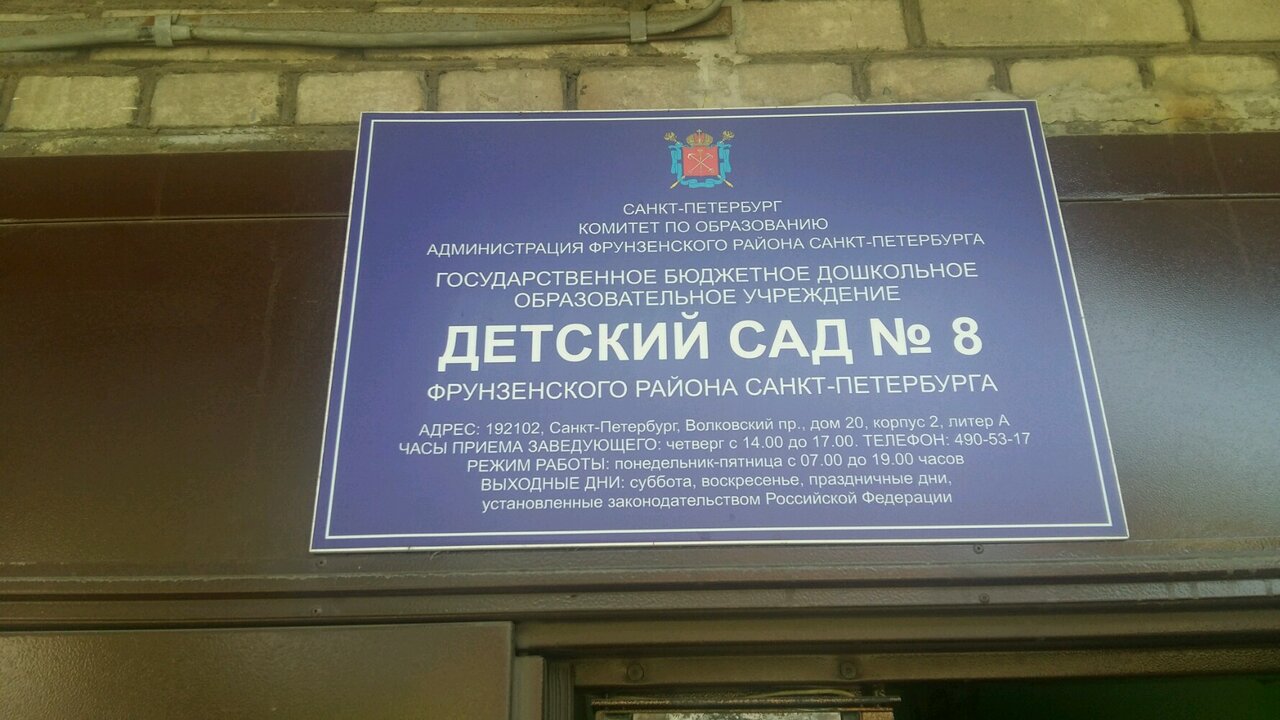 САНКТ-ПЕТЕРБУРГ
КОМИТЕТ ПО ОБРАЗОВАНИЮ
АДМИНИСТРАЦИЯ ФРУНЗЕНСКОГО РАЙОНА САНКТ-ПЕТЕРБУРГА
ГОСУДАРСТВЕННОЕ БЮДЖЕТНОЕ ДОШКОЛЬНОЕ
ОБРАЗОВАТЕЛЬНОЕ УЧРЕЖДЕНИЕ
ДЕТСКИЙ САД № 8
ФРУНЗЕНСКОГО РАЙОНА САНКТ-ПЕТЕРБУРГА
АДРЕС: 192102, Санкт-Петербург, Волковский пр., дом 20, корпус 2, литер А
ЧАСЫ ПРИЕМА ЗАВЕДУЮЩЕГО: четверг с 14.00 до 17.00. ТЕЛЕФОН: 490-53-17
РЕЖИМ РАБОТЫ: понедельник-пятница с 07.00 до 19.00 часов
ВЫХОДНЫЕ ДНИ: суббота, воскресенье, праздничные дни,
установленные законодательством Российской Федерации